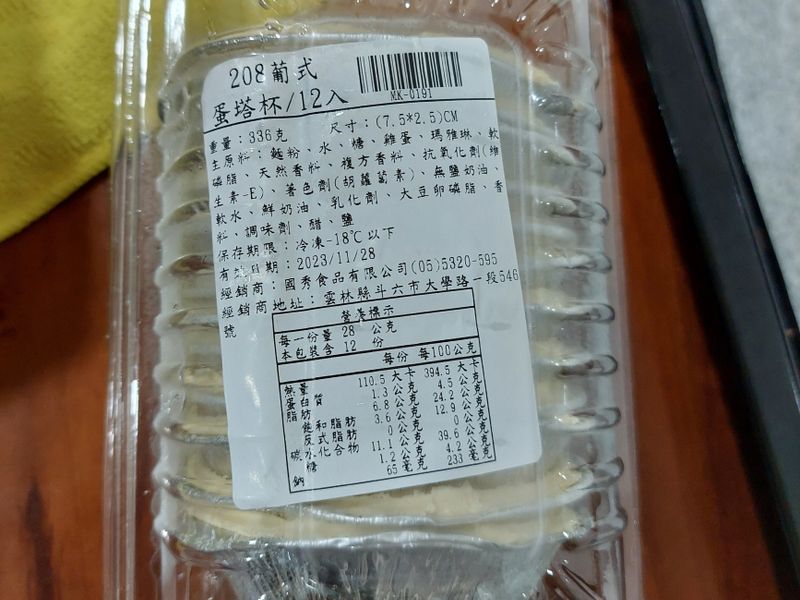 208葡式
蛋塔杯/12入
MK-0191
重量：336克 尺寸：(7.5*2.5)CM
主原料：麵粉、水、糖、雞蛋、瑪雅琳、軟
磷脂、天然香料、複方香料、抗氧化劑(維
生素-E)、著色劑(胡蘿蔔素)、無鹽奶油、
軟水、鮮奶油、乳化劑、大豆卵磷脂、香
料、調味劑、醋、鹽
保存期限：冷凍-18℃以下
有效日期：2023/11/28
經銷商：國秀食品有限公司(05)5320-595
經銷商地址：雲林縣斗六市大學路一段546
號
營養標示
每一份量 28 公克
本包裝含 12 份
每份 每100公克
熱量 110.5 大卡 394.5 大卡
蛋白質 1.3 公克 4.5 公克
脂肪 6.8 公克 24.2 公克
飽和脂肪 3.6 公克 12.9 公克
反式脂肪 0 公克 0 公克
碳水化合物 11.1 公克 39.6 公克
糖 1.2 公克 4.2 公克
鈉 65 毫克 233 毫克